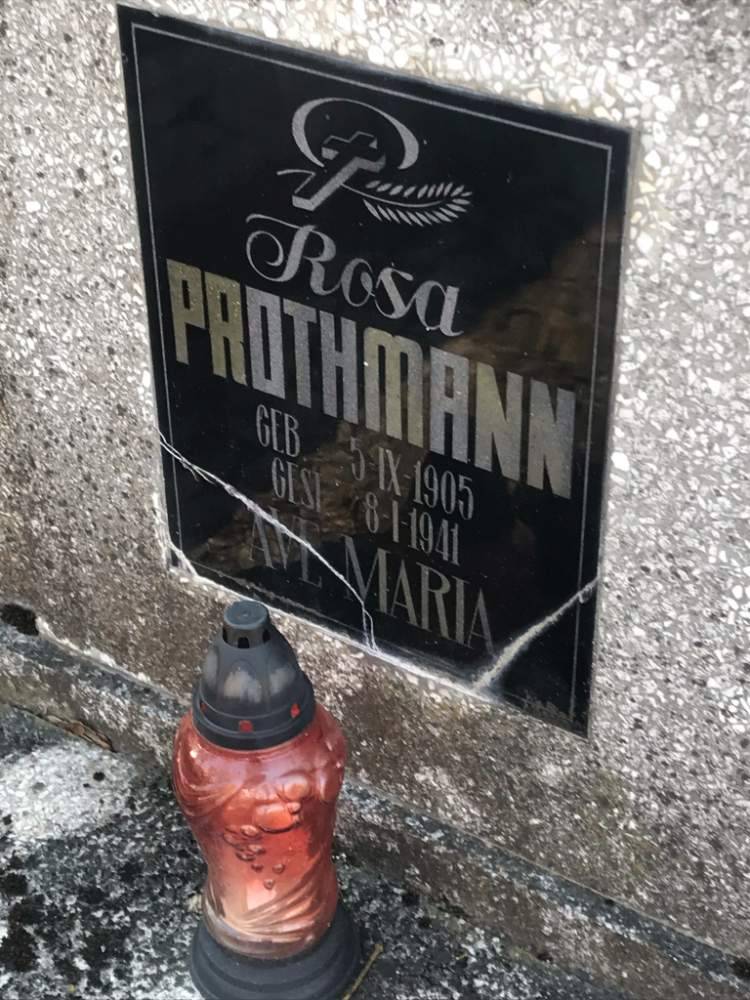 Rosa
PROTHMANN
GEB 5-IX-1905
GEST 8-I-1941
AVE MARIA